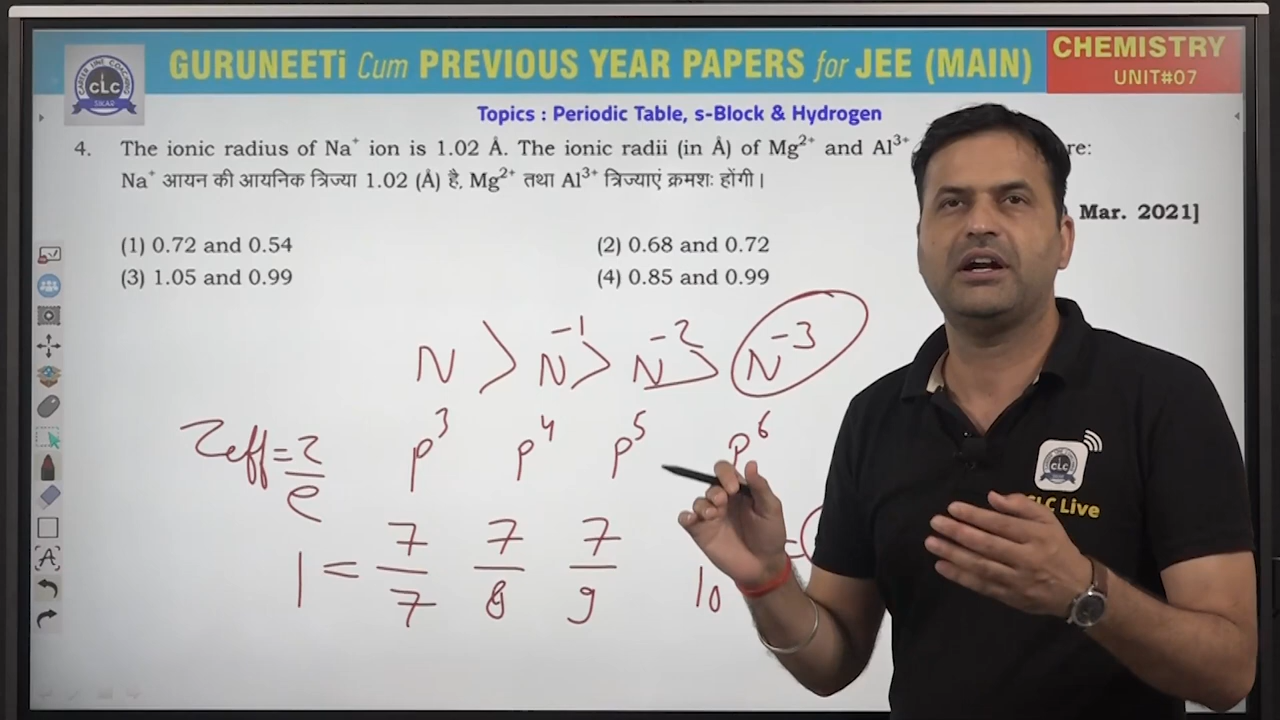 GURUNEETi Cum PREVIOUS YEAR PAPERS for JEE (MAIN)
CHEMISTRY
UNIT#07
CLC
SIKAR
Topics : Periodic Table, s-Block & Hydrogen
4. The ionic radius of Na⁺ ion is 1.02 Å. The ionic radii (in Å) of Mg²⁺ and Al³⁺ re:
Na⁺ आयन की आयनिक त्रिज्या 1.02 (Å) है, Mg²⁺ तथा Al³⁺ त्रिज्याएं क्रमशः होंगी।
Mar. 2021]
(1) 0.72 and 0.54 (2) 0.68 and 0.72
(3) 1.05 and 0.99 (4) 0.85 and 0.99
N > N⁻¹ > N⁻² > N⁻³
Zeff = Z/e
p³ p⁴ p⁵ p⁶
1 = 7/7 7/8 7/9 10 =
CLC
CLC Live